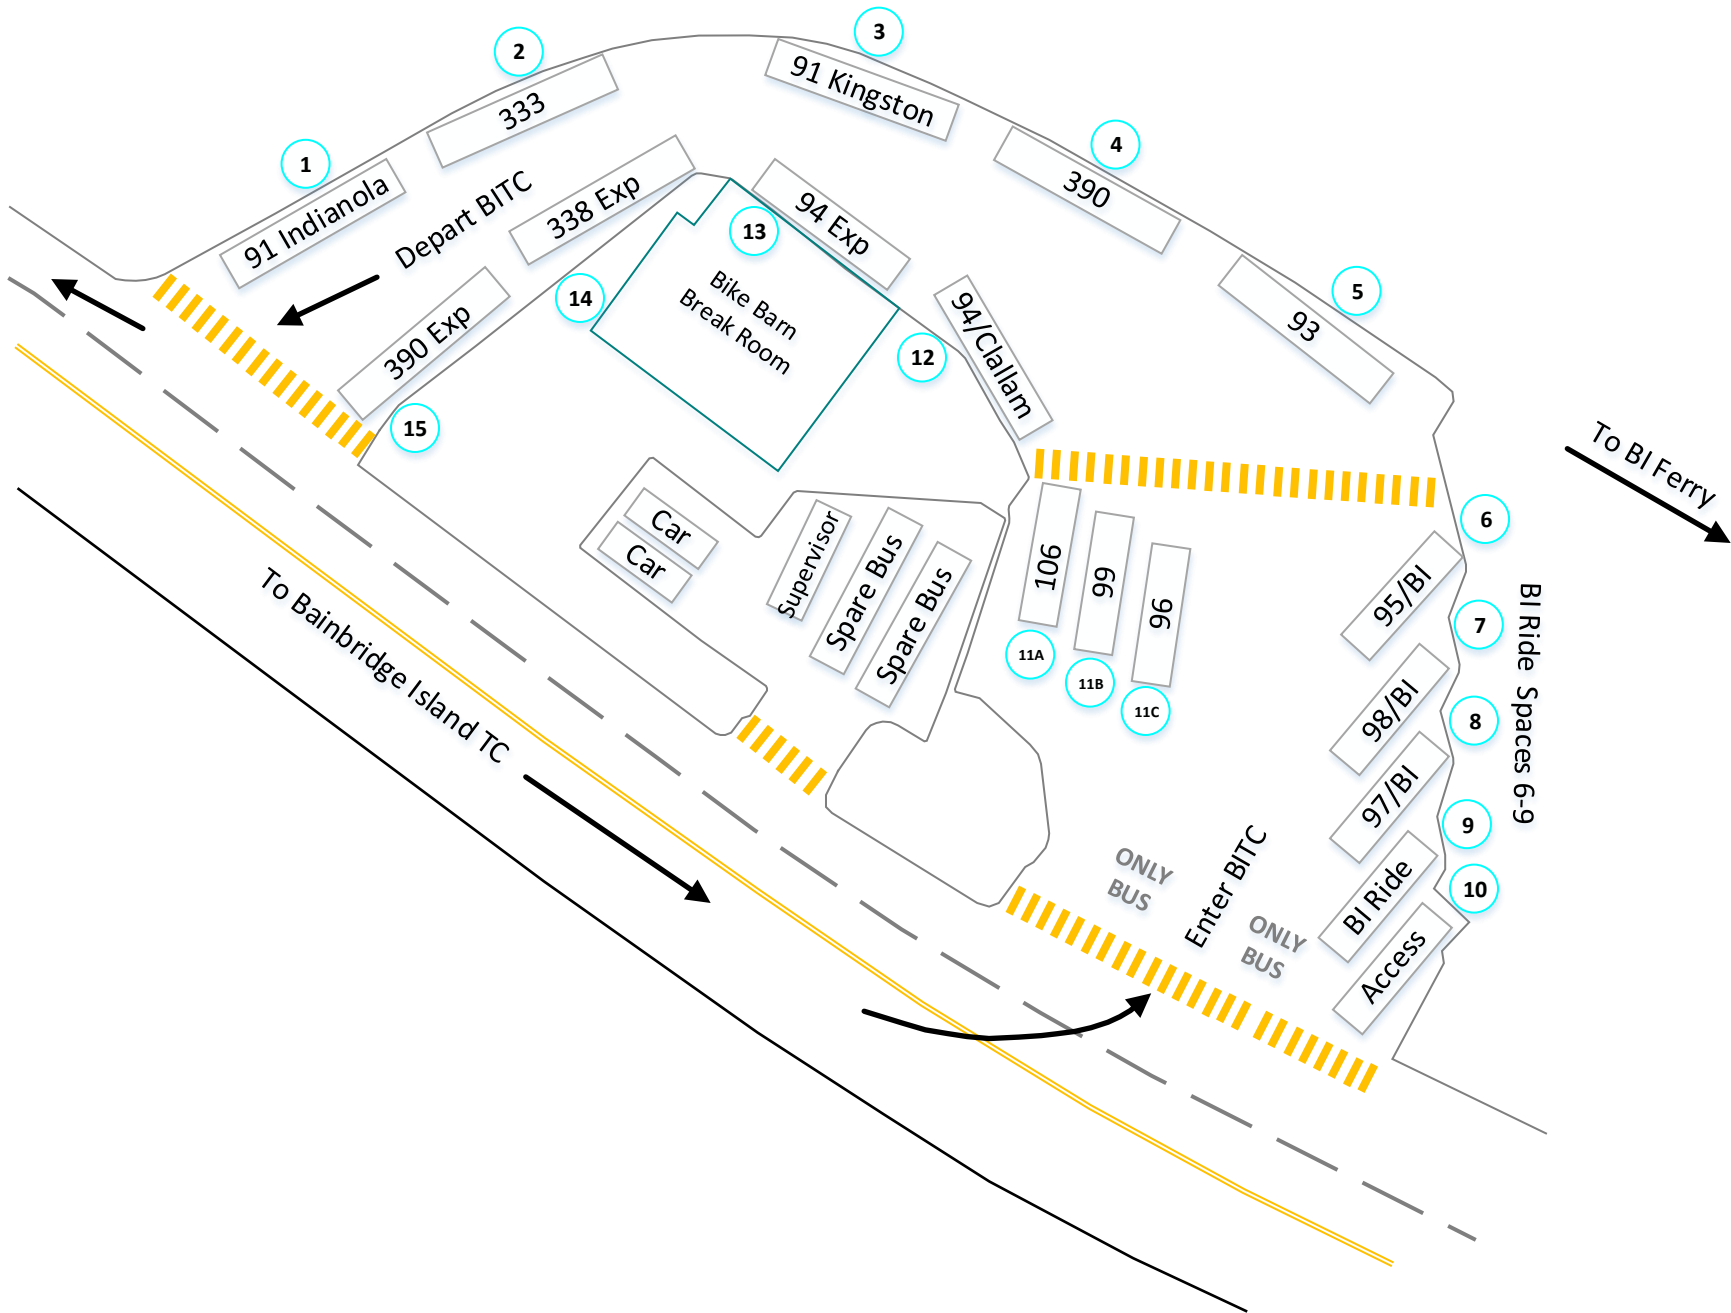 3
2
91 Kingston
333
4
1
390
91 Indianola
Depart BITC
338 Exp
94 Exp
13
5
14
Bike Barn
Break Room
93
390 Exp
94/Clallam
12
15
To BI Ferry
Car
Car
Supervisor
Spare Bus
Spare Bus
106
99
96
11A
11B
11C
6
95/BI
7
98/BI
8
97/BI
9
BI Ride
10
Access
BI Ride Spaces 6-9
To Bainbridge Island TC
ONLY
BUS
Enter BITC
ONLY
BUS